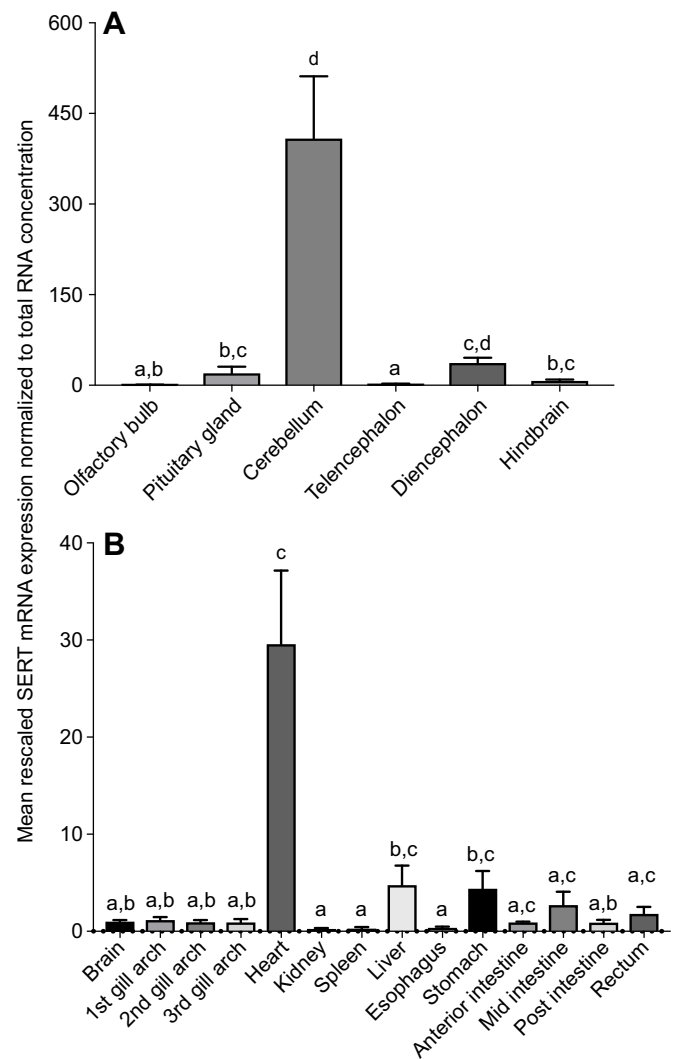 Mean rescaled SERT mRNA expression normalized to total RNA concentration
A
600
450
300
150
0
a,b
b,c
d
a
c,d
b,c
Olfactory bulb
Pituitary gland
Cerebellum
Telencephalon
Diencephalon
Hindbrain
B
40
30
20
10
0
a,b
a,b
a,b
a,b
c
a
a
b,c
a
b,c
a,c
a,c
a,b
a,c
Brain
1st gill arch
2nd gill arch
3rd gill arch
Heart
Kidney
Spleen
Liver
Esophagus
Stomach
Anterior intestine
Mid intestine
Post intestine
Rectum